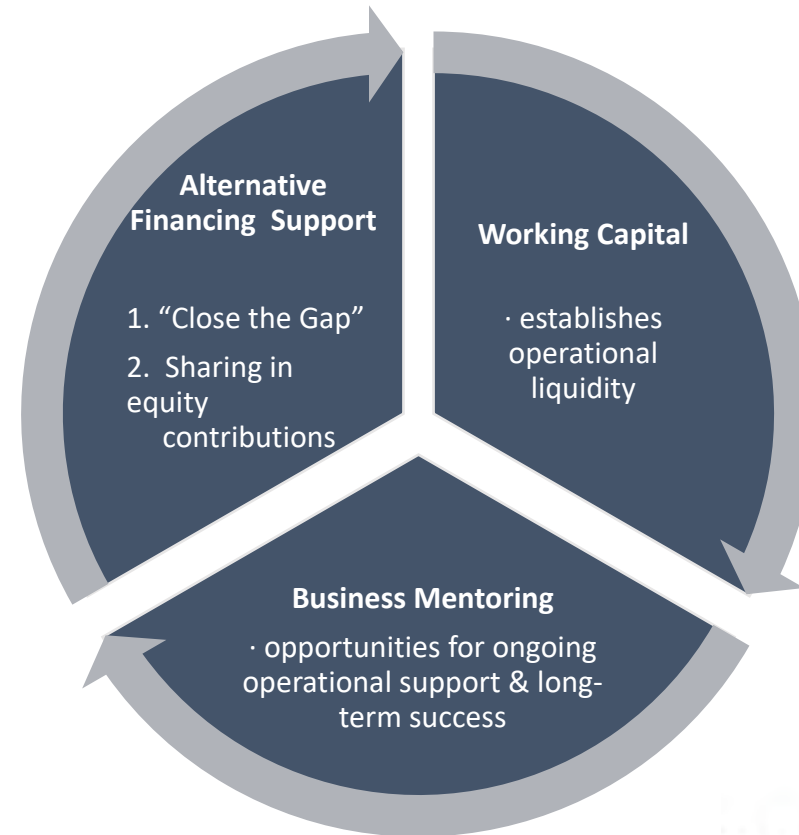 Alternative
Financing  Support
1. “Close the Gap”
2.  Sharing in
equity
contributions
Working Capital
· establishes
operational
liquidity
Business Mentoring
· opportunities for ongoing
operational support & long-
term success